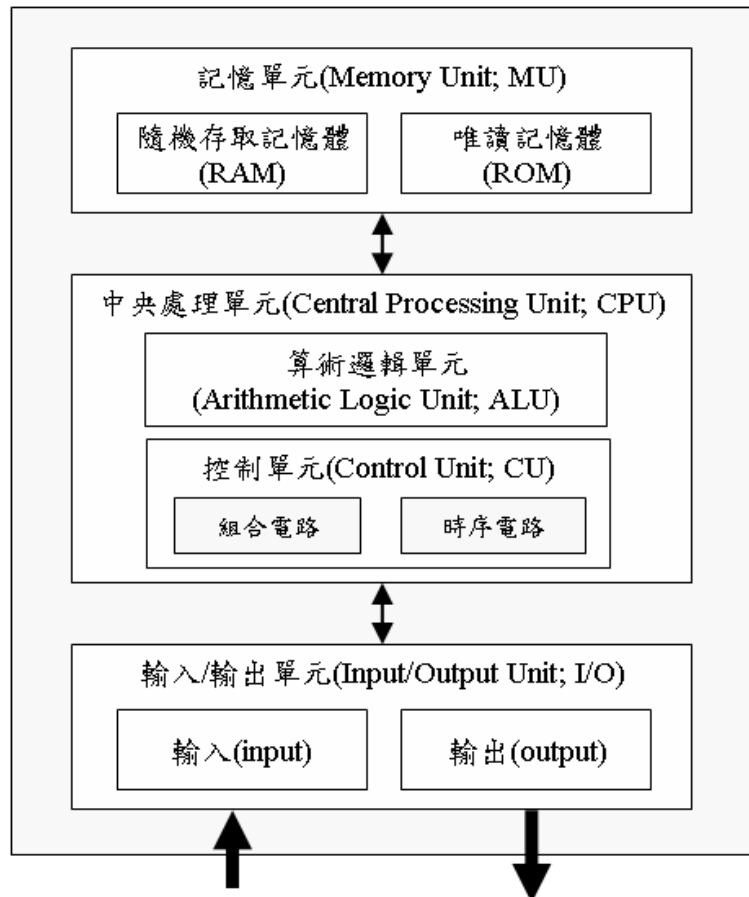 記憶單元(Memory Unit; MU)
隨機存取記憶體
(RAM)
唯讀記憶體
(ROM)
中央處理單元(Central Processing Unit; CPU)
算術邏輯單元
(Arithmetic Logic Unit; ALU)
控制單元(Control Unit; CU)
組合電路
時序電路
輸入/輸出單元(Input/Output Unit; I/O)
輸入(input)
輸出(output)